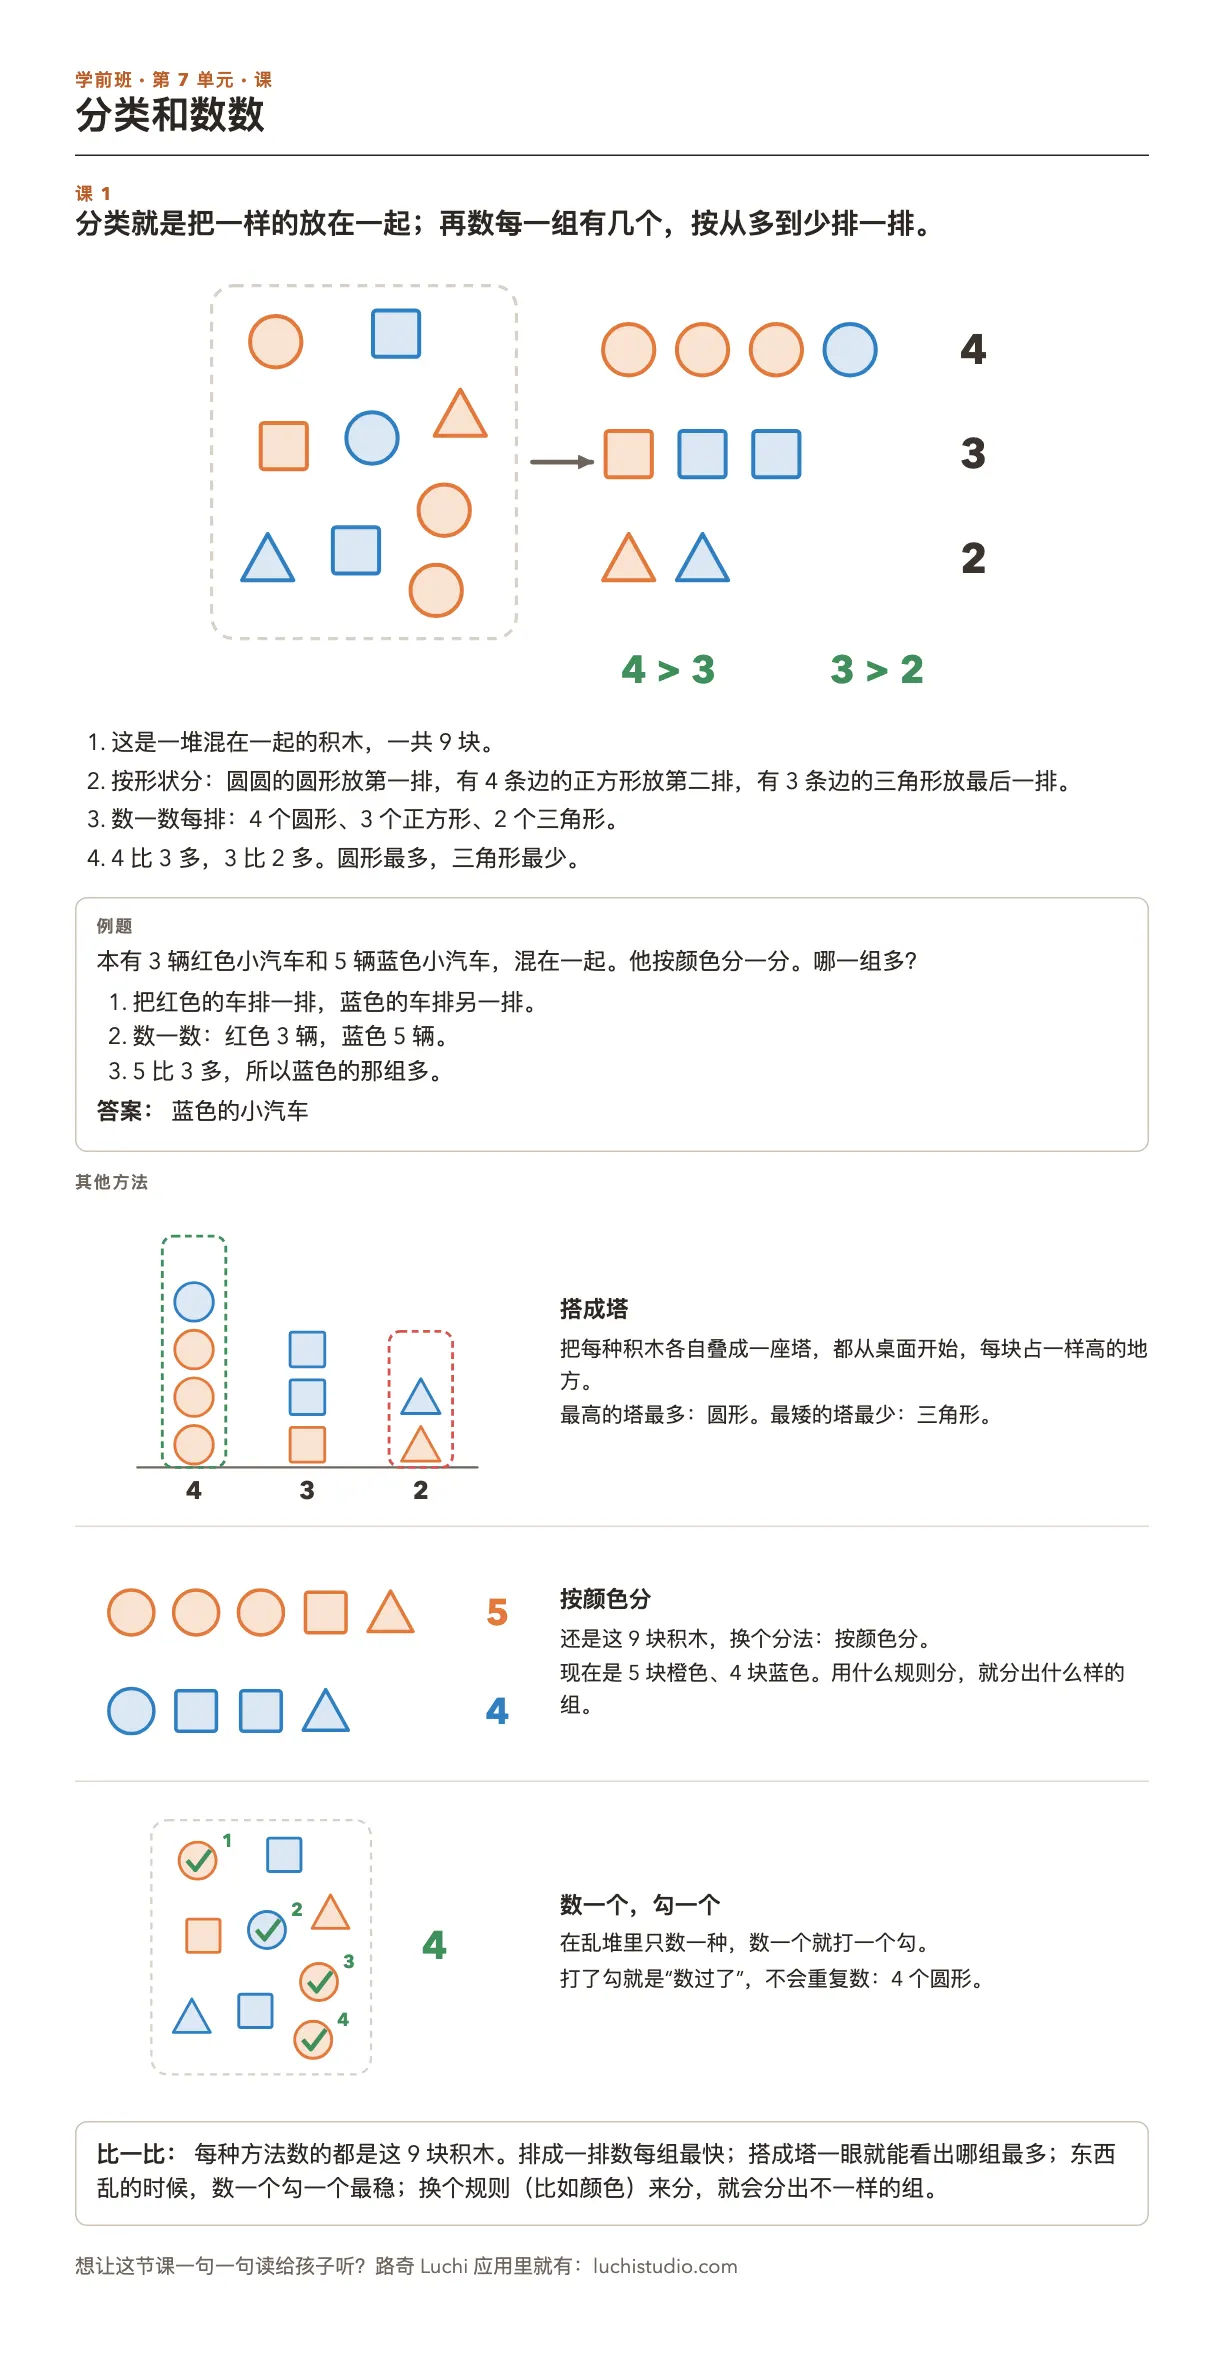 学前班 · 第 7 单元 · 课
分类和数数
课 1
分类就是把一样的放在一起；再数每一组有几个，按从多到少排一排。
4
3
2
4 > 3 3 > 2
1. 这是一堆混在一起的积木，一共 9 块。
2. 按形状分：圆圆的圆形放第一排，有 4 条边的正方形放第二排，有 3 条边的三角形放最后一排。
3. 数一数每排：4 个圆形、3 个正方形、2 个三角形。
4. 4 比 3 多，3 比 2 多。圆形最多，三角形最少。
例题
本有 3 辆红色小汽车和 5 辆蓝色小汽车，混在一起。他按颜色分一分。哪一组多？
1. 把红色的车排一排，蓝色的车排另一排。
2. 数一数：红色 3 辆，蓝色 5 辆。
3. 5 比 3 多，所以蓝色的那组多。
答案： 蓝色的小汽车
其他方法
4 3 2
搭成塔
把每种积木各自叠成一座塔，都从桌面开始，每块占一样高的地
方。
最高的塔最多：圆形。最矮的塔最少：三角形。
5
4
按颜色分
还是这 9 块积木，换个分法：按颜色分。
现在是 5 块橙色、4 块蓝色。用什么规则分，就分出什么样的
组。
1
2
3
4
4
数一个，勾一个
在乱堆里只数一种，数一个就打一个勾。
打了勾就是“数过了”，不会重复数：4 个圆形。
比一比： 每种方法数的都是这 9 块积木。排成一排数每组最快；搭成塔一眼就能看出哪组最多；东西
乱的时候，数一个勾一个最稳；换个规则（比如颜色）来分，就会分出不一样的组。
想让这节课一句一句读给孩子听？路奇 Luchi 应用里就有：luchistudio.com